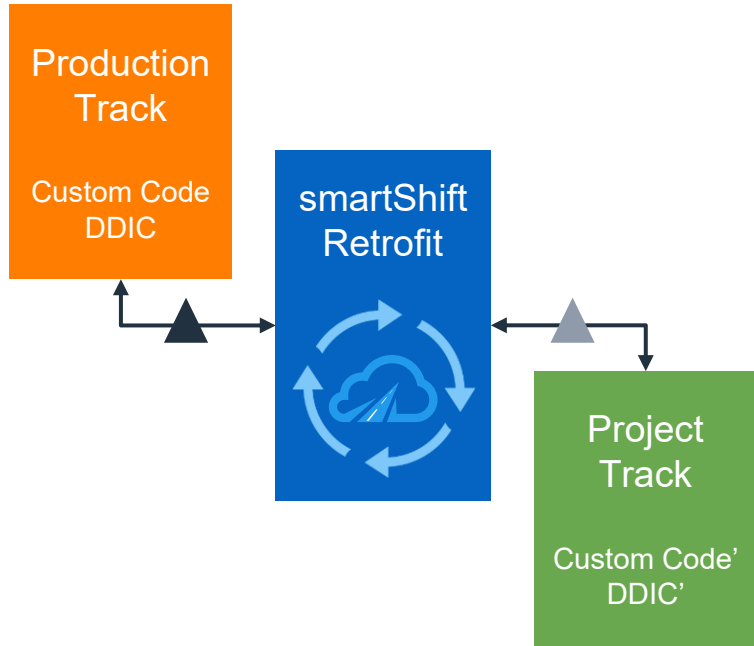 Production
Track
Custom Code
DDIC
smartShift
Retrofit
Project
Track
Custom Code’
DDIC’